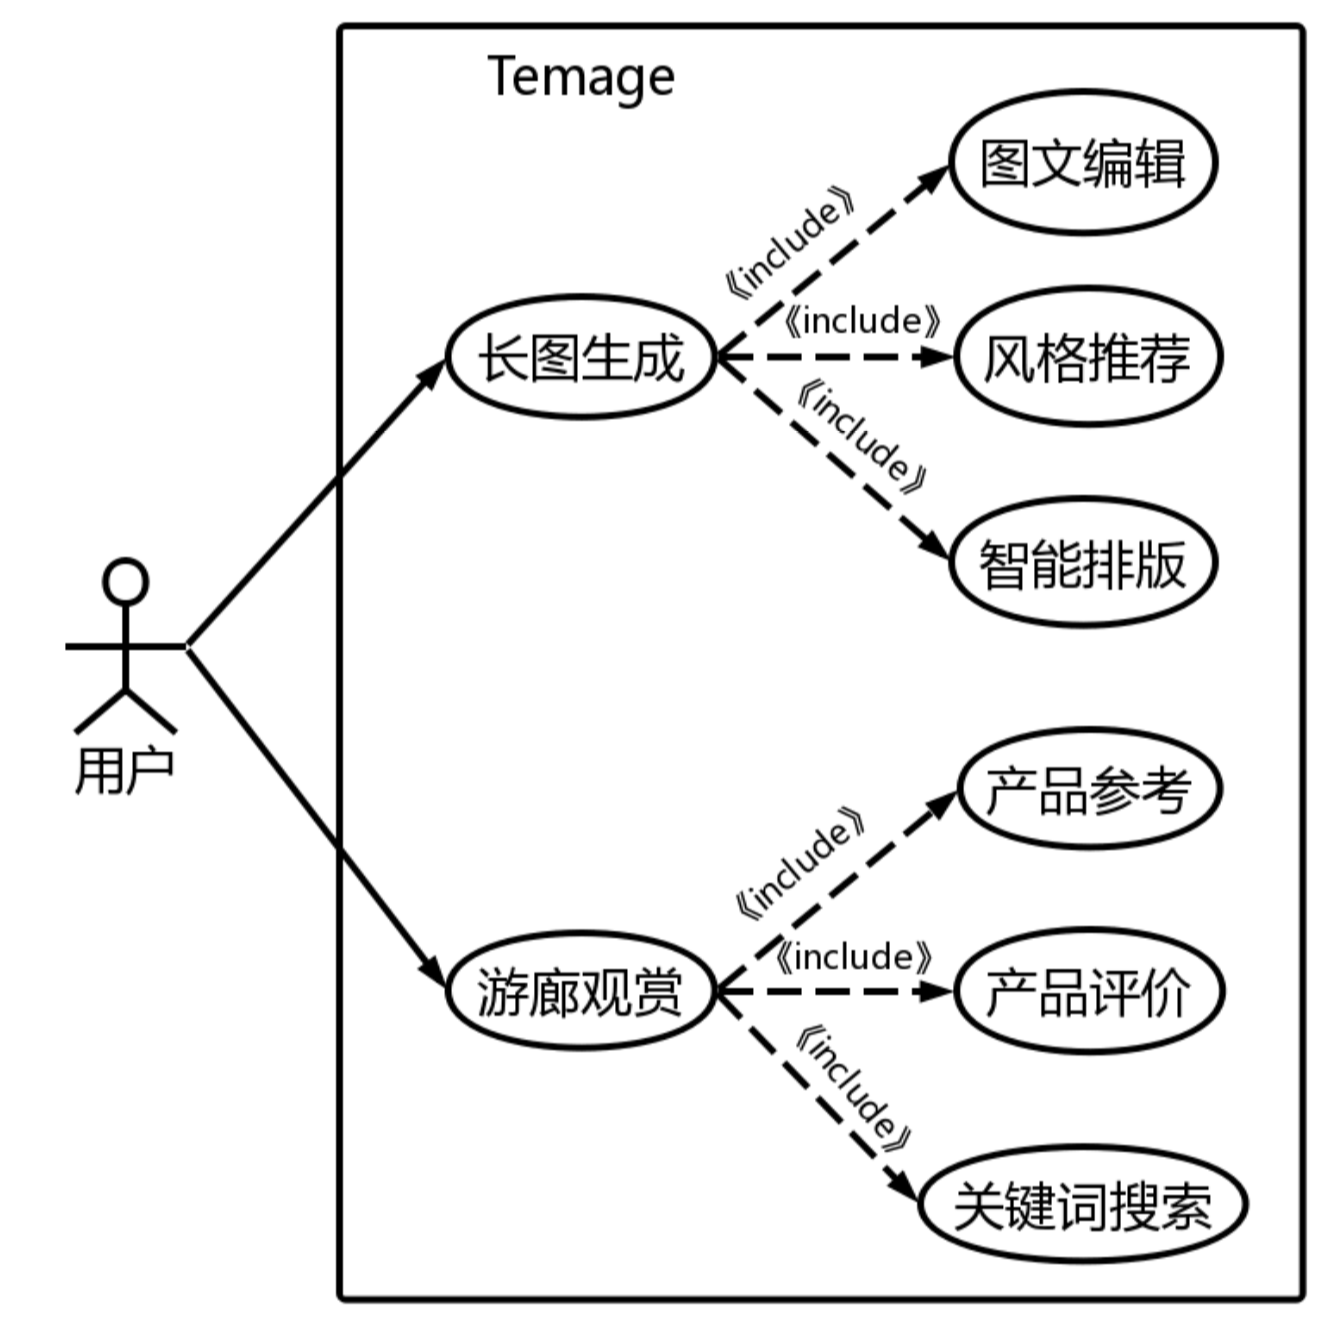 Temage
图文编辑
《include》
《include》
长图生成
风格推荐
《include》
智能排版
用户
产品参考
《include》
《include》
游廊观赏
产品评价
《include》
关键词搜索